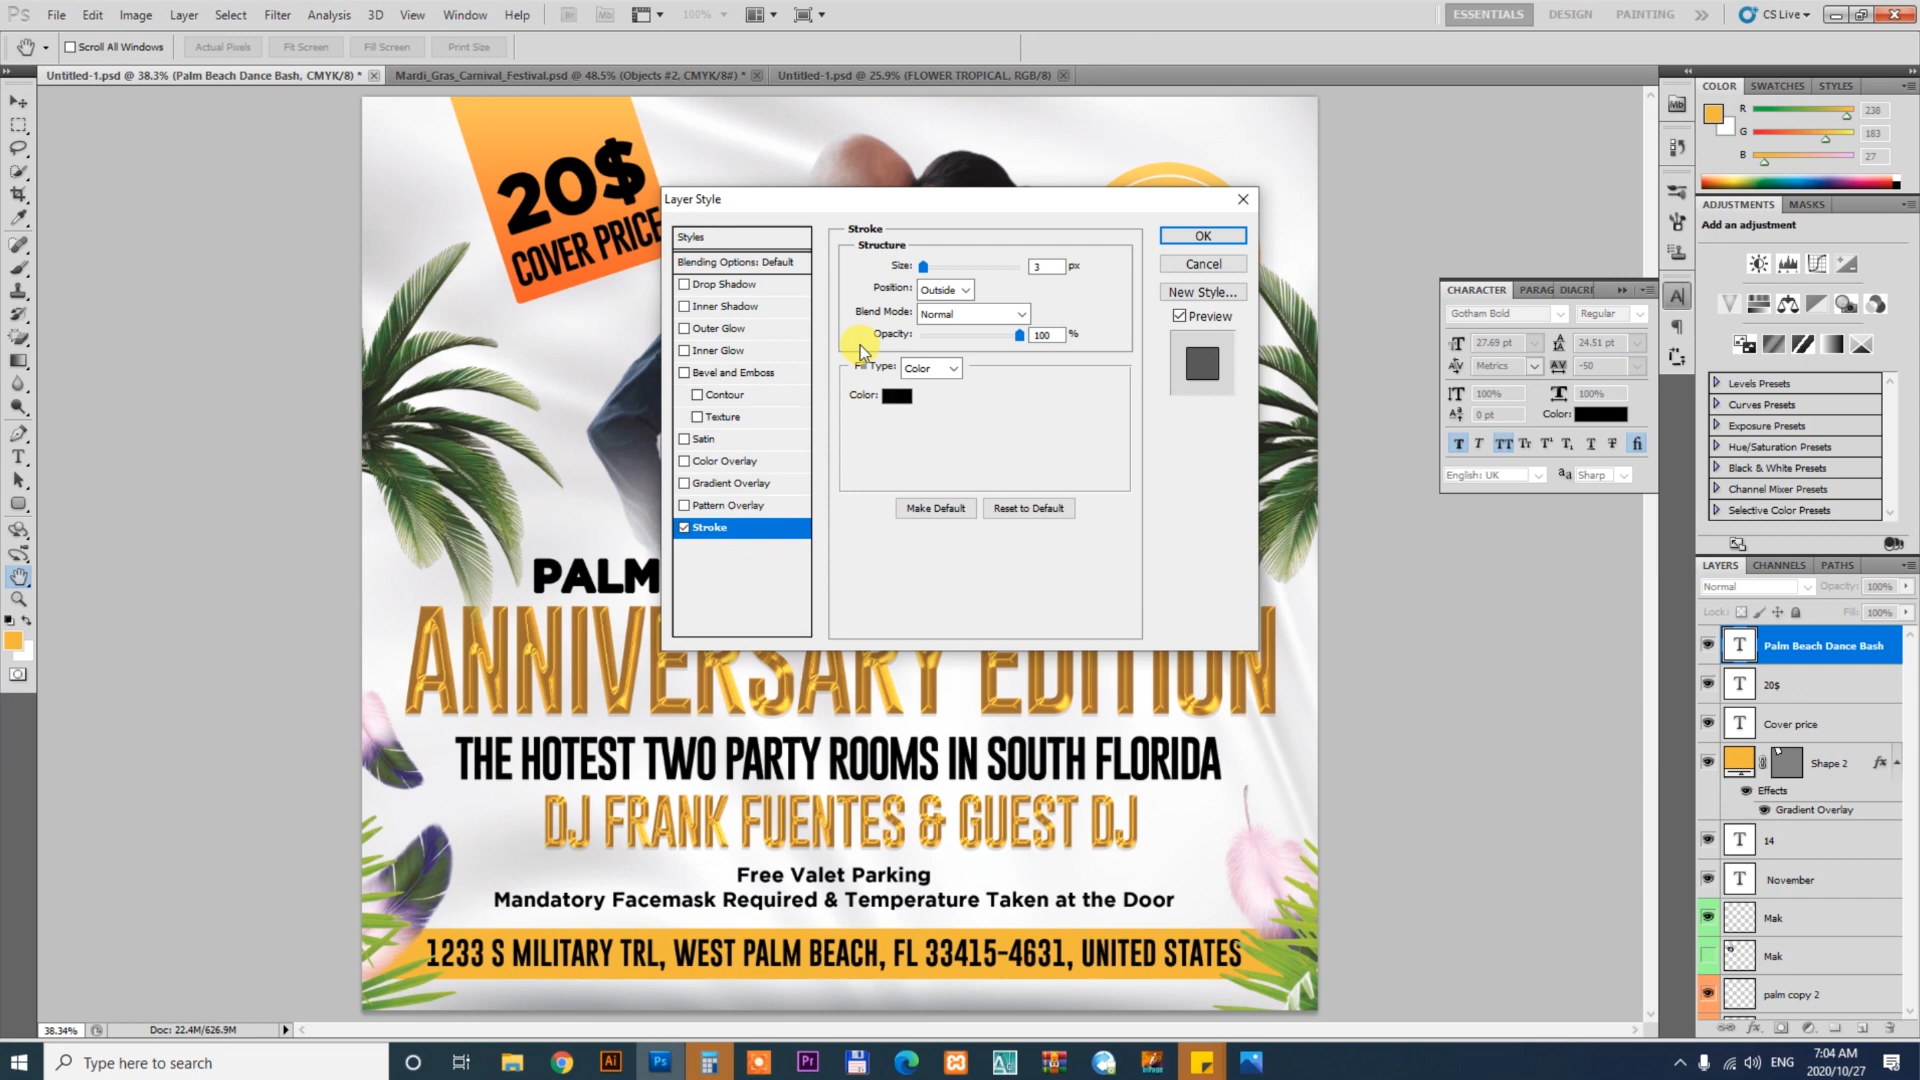 Ps File Edit Image Layer Select Filter Analysis 3D View Window Help Br Mb 100% ESSENTIALS DESIGN PAINTING CS Live
Scroll All Windows Actual Pixels Fit Screen Fill Screen Print Size
Untitled-1.psd @ 38.3% (Palm Beach Dance Bash, CMYK/8) * Mardi_Gras_Carnival_Festival.psd @ 48.5% (Objects #2, CMYK/8#) * Untitled-1.psd @ 25.9% (FLOWER TROPICAL, RGB/8)
20$
COVER PRICE
PALM
ANNIVERSARY EDITION
THE HOTEST TWO PARTY ROOMS IN SOUTH FLORIDA
DJ FRANK FUENTES & GUEST DJ
Free Valet Parking
Mandatory Facemask Required & Temperature Taken at the Door
1233 S MILITARY TRL, WEST PALM BEACH, FL 33415-4631, UNITED STATES
Layer Style
Styles
Blending Options: Default
Drop Shadow
Inner Shadow
Outer Glow
Inner Glow
Bevel and Emboss
Contour
Texture
Satin
Color Overlay
Gradient Overlay
Pattern Overlay
Stroke
Stroke
Structure
Size: 3 px
Position: Outside
Blend Mode: Normal
Opacity: 100 %
Fill Type: Color
Color:
Make Default Reset to Default
OK
Cancel
New Style...
Preview
CHARACTER PARAG DIACRI
Gotham Bold Regular
27.69 pt 24.51 pt
Metrics -50
100% 100%
0 pt Color:
English: UK Sharp
COLOR SWATCHES STYLES
R 238
G 183
B 27
ADJUSTMENTS MASKS
Add an adjustment
Levels Presets
Curves Presets
Exposure Presets
Hue/Saturation Presets
Black & White Presets
Channel Mixer Presets
Selective Color Presets
LAYERS CHANNELS PATHS
Normal Opacity: 100%
Lock: Fill: 100%
Palm Beach Dance Bash
20$
Cover price
Shape 2 fx
Effects
Gradient Overlay
14
November
Mak
Mak
palm copy 2
38.34% Doc: 22.4M/626.9M
Type here to search
Ai Ps Pr
ENG 7:04 AM
2020/10/27